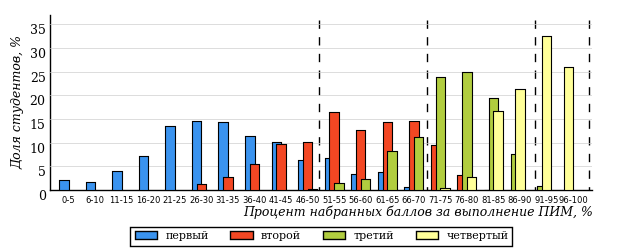 Доля студентов, %
35
30
25
20
15
10
5
0
0-5 6-10 11-15 16-20 21-25 26-30 31-35 36-40 41-45 46-50 51-55 56-60 61-65 66-70 71-75 76-80 81-85 86-90 91-95 96-100
Процент набранных баллов за выполнение ПИМ, %
первый второй третий четвертый